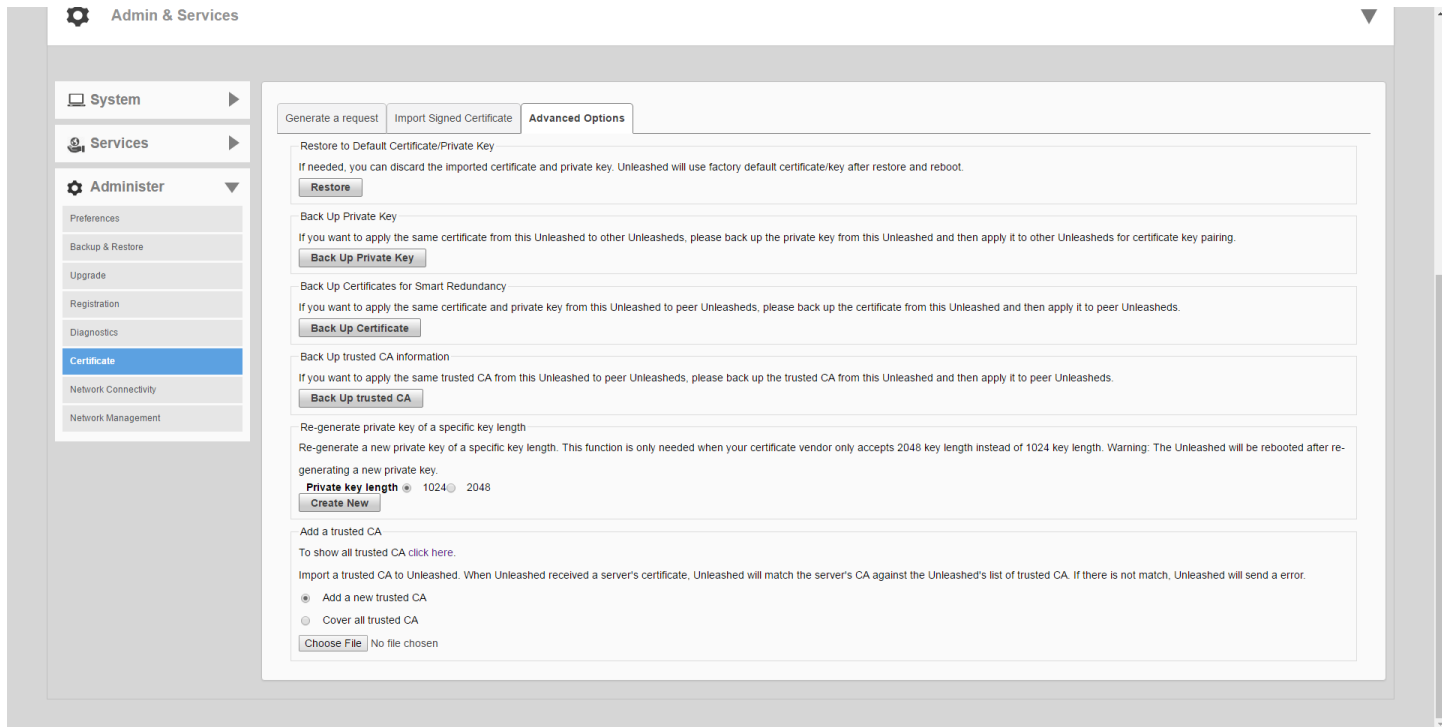 Admin & Services
System
Services
Administer
Preferences
Backup & Restore
Upgrade
Registration
Diagnostics
Certificate
Network Connectivity
Network Management
Generate a request
Import Signed Certificate
Advanced Options
Restore to Default Certificate/Private Key
If needed, you can discard the imported certificate and private key. Unleashed will use factory default certificate/key after restore and reboot.
Restore
Back Up Private Key
If you want to apply the same certificate from this Unleashed to other Unleasheds, please back up the private key from this Unleashed and then apply it to other Unleasheds for certificate key pairing.
Back Up Private Key
Back Up Certificates for Smart Redundancy
If you want to apply the same certificate and private key from this Unleashed to peer Unleasheds, please back up the certificate from this Unleashed and then apply it to peer Unleasheds.
Back Up Certificate
Back Up trusted CA information
If you want to apply the same trusted CA from this Unleashed to peer Unleasheds, please back up the trusted CA from this Unleashed and then apply it to peer Unleasheds.
Back Up trusted CA
Re-generate private key of a specific key length
Re-generate a new private key of a specific key length. This function is only needed when your certificate vendor only accepts 2048 key length instead of 1024 key length. Warning: The Unleashed will be rebooted after re-
generating a new private key.
Private key length 1024 2048
Create New
Add a trusted CA
To show all trusted CA click here.
Import a trusted CA to Unleashed. When Unleashed received a server's certificate, Unleashed will match the server's CA against the Unleashed's list of trusted CA. If there is not match, Unleashed will send a error.
Add a new trusted CA
Cover all trusted CA
Choose File No file chosen